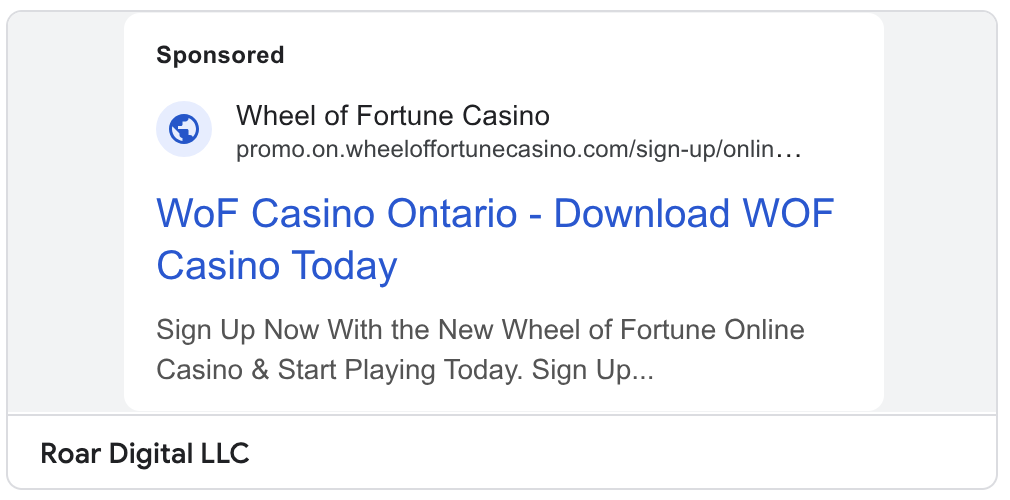 Sponsored
Wheel of Fortune Casino
promo.on.wheeloffortunecasino.com/sign-up/onlin...
WoF Casino Ontario - Download WOF
Casino Today
Sign Up Now With the New Wheel of Fortune Online
Casino & Start Playing Today. Sign Up...
Roar Digital LLC